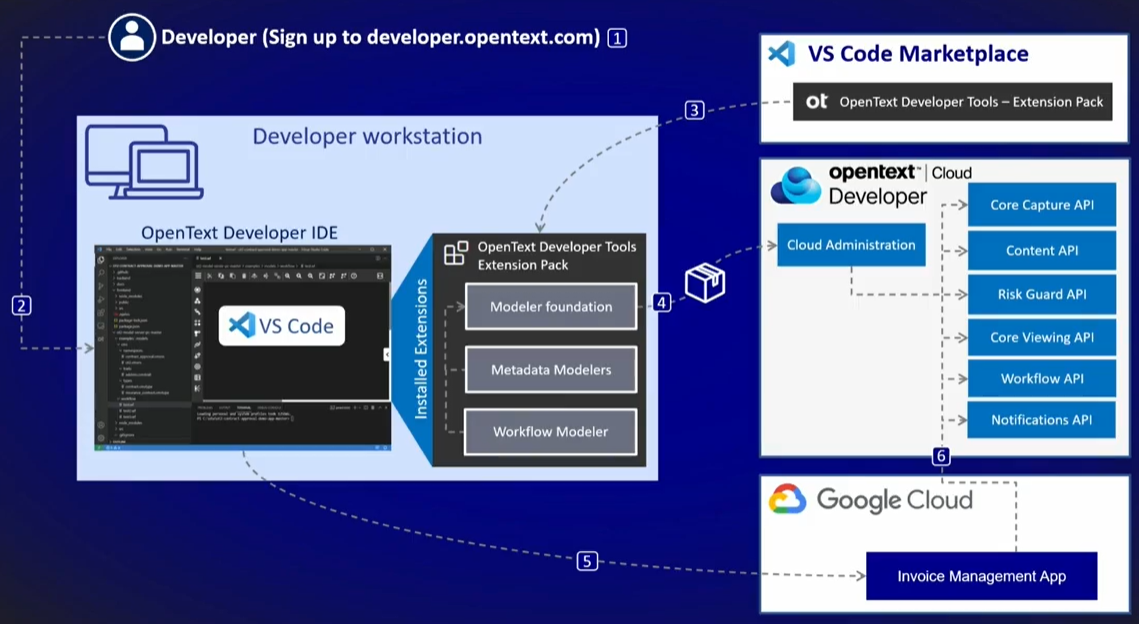 Developer (Sign up to developer.opentext.com) 1
VS Code Marketplace
ot OpenText Developer Tools – Extension Pack
3
Developer workstation
opentext™ | Cloud
Developer
Core Capture API
OpenText Developer IDE
OpenText Developer Tools
Extension Pack
Cloud Administration
Content API
2
VS Code
Installed Extensions
Modeler foundation
4
Risk Guard API
Core Viewing API
Metadata Modelers
Workflow API
Workflow Modeler
Notifications API
6
Google Cloud
5
Invoice Management App